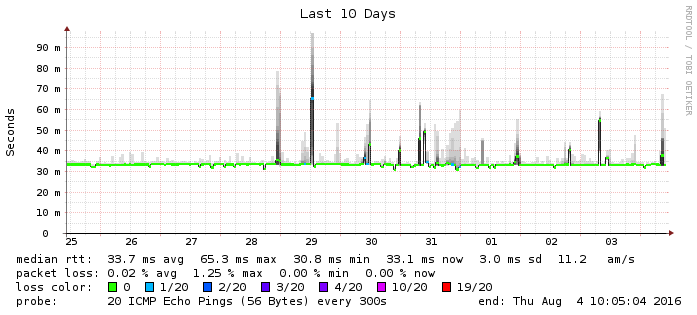 Last 10 Days
RRDTOOL / TOBI OETIKER
Seconds
90 m
80 m
70 m
60 m
50 m
40 m
30 m
20 m
10 m
0
25 26 27 28 29 30 31 01 02 03
median rtt: 33.7 ms avg 65.3 ms max 30.8 ms min 33.1 ms now 3.0 ms sd 11.2 am/s
packet loss: 0.02 % avg 1.25 % max 0.00 % min 0.00 % now
loss color: 0 1/20 2/20 3/20 4/20 10/20 19/20
probe: 20 ICMP Echo Pings (56 Bytes) every 300s end: Thu Aug 4 10:05:04 2016